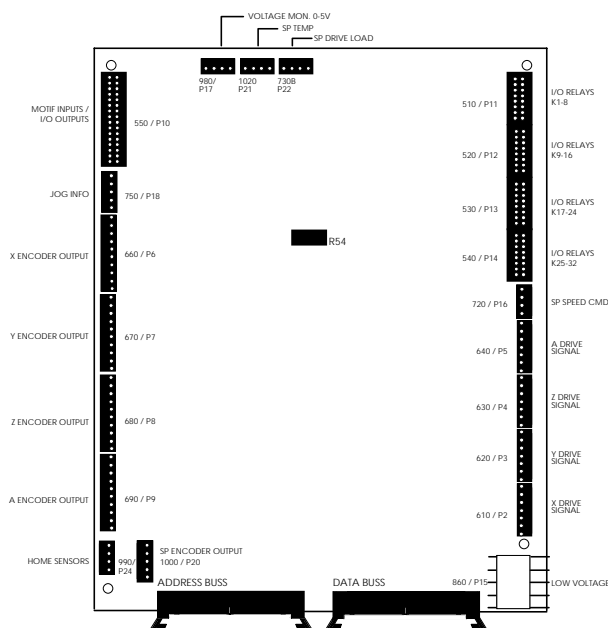 VOLTAGE MON. 0-5V
SP TEMP
SP DRIVE LOAD
980/
P17
1020
P21
730B
P22
MOTIF INPUTS /
I/O OUTPUTS
550 / P10
510 / P11
I/O RELAYS
K1-8
520 / P12
I/O RELAYS
K9-16
JOG INFO
750 / P18
530 / P13
I/O RELAYS
K17-24
R54
X ENCODER OUTPUT
660 / P6
540 / P14
I/O RELAYS
K25-32
720 / P16
SP SPEED CMD
Y ENCODER OUTPUT
670 / P7
640 / P5
A DRIVE
SIGNAL
Z ENCODER OUTPUT
680 / P8
630 / P4
Z DRIVE
SIGNAL
620 / P3
Y DRIVE
SIGNAL
A ENCODER OUTPUT
690 / P9
610 / P2
X DRIVE
SIGNAL
HOME SENSORS
990/
P24
SP ENCODER OUTPUT
1000 / P20
ADDRESS BUSS
DATA BUSS
860 / P15
LOW VOLTAGE